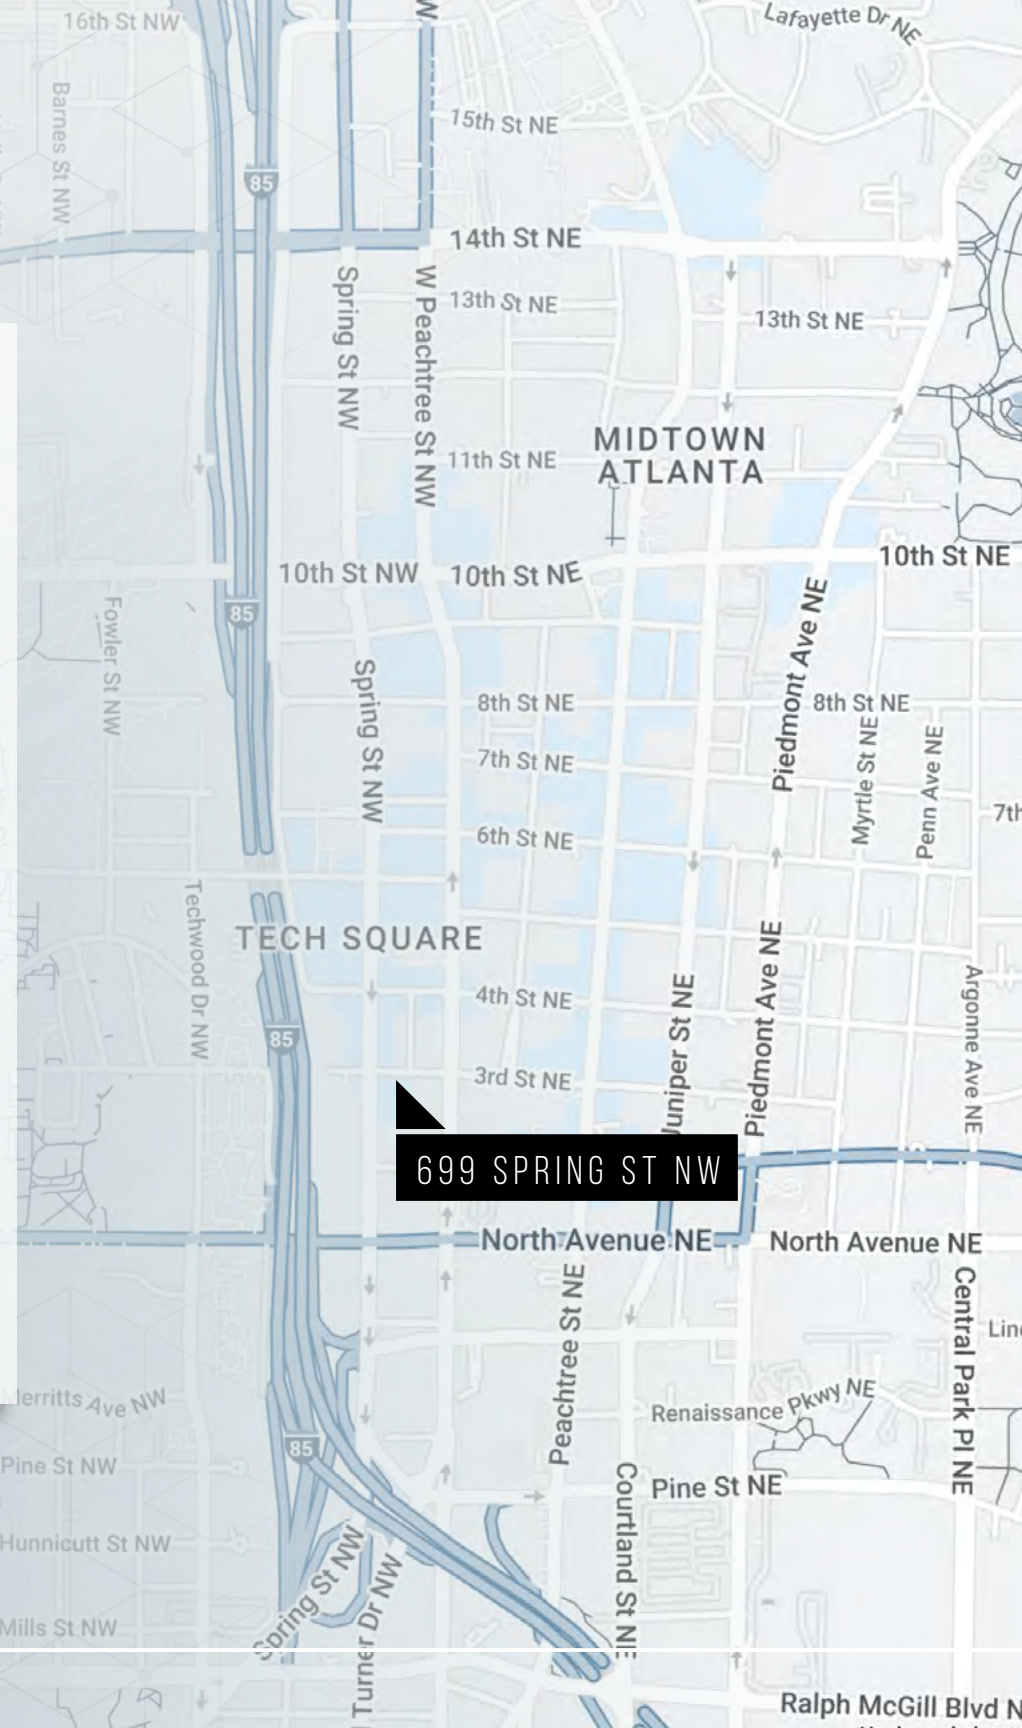 16th St NW
W
Lafayette Dr NE
Barnes St NW
15th St NE
85
14th St NE
Spring St NW
W Peachtree St NW
13th St NE
13th St NE
MIDTOWN
ATLANTA
11th St NE
10th St NW
10th St NE
10th St NE
85
Fowler St NW
Piedmont Ave NE
Spring St NW
8th St NE
8th St NE
7th St NE
Myrtle St NE
Penn Ave NE
7th
6th St NE
Techwood Dr NW
TECH SQUARE
Piedmont Ave NE
Juniper St NE
4th St NE
Argonne Ave NE
85
3rd St NE
699 SPRING ST NW
North Avenue NE
North Avenue NE
Peachtree St NE
Central Park Pl NE
Merritts Ave NW
Renaissance Pkwy NE
85
Pine St NW
Pine St NE
Courtland St NE
Hunnicutt St NW
Spring St NW
Turner Dr NW
Mills St NW
Ralph McGill Blvd N